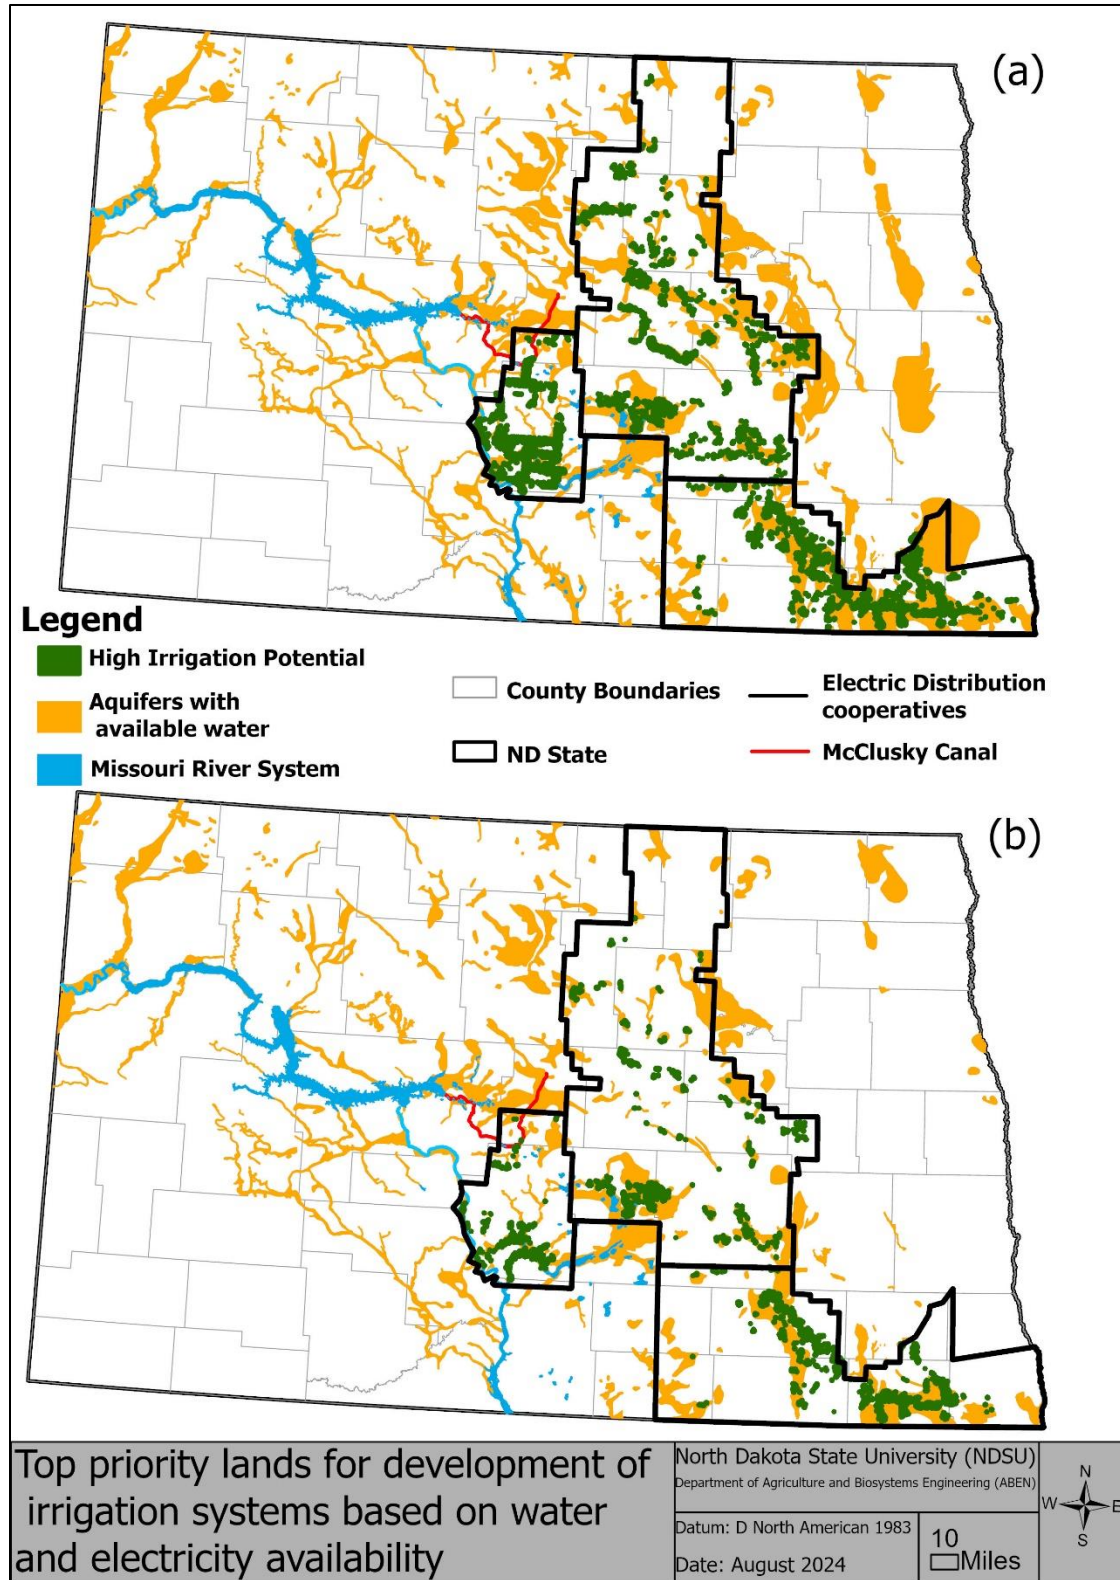 (a)
Legend
High Irrigation Potential
Aquifers with
available water
Missouri River System
County Boundaries
ND State
Electric Distribution
cooperatives
McClusky Canal
(b)
Top priority lands for development of
irrigation systems based on water
and electricity availability
North Dakota State University (NDSU)
Department of Agriculture and Biosystems Engineering (ABEN)
Datum: D North American 1983
Date: August 2024
10
Miles
N
W E
S